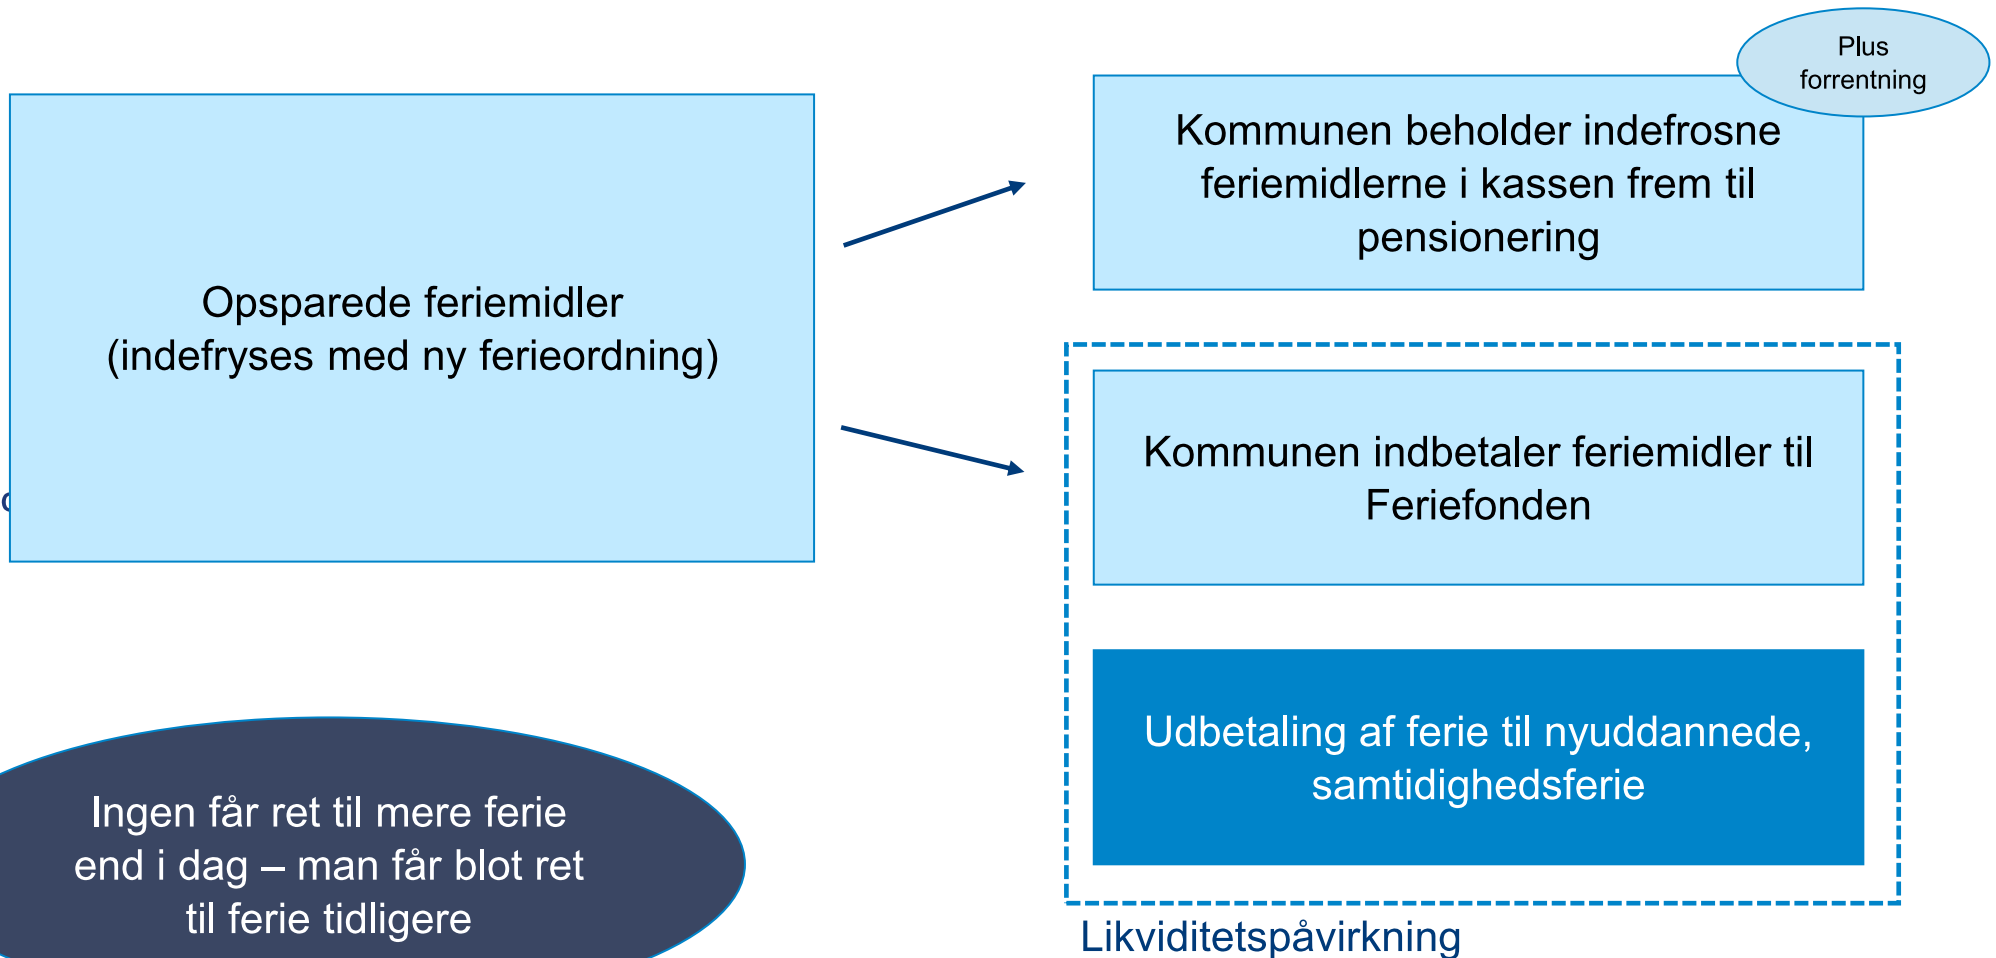 Plus
forrentning
Kommunen beholder indefrosne
feriemidlerne i kassen frem til
pensionering
Opsparede feriemidler
(indefryses med ny ferieordning)
Kommunen indbetaler feriemidler til
Feriefonden
Udbetaling af ferie til nyuddannede,
samtidighedsferie
Ingen får ret til mere ferie
end i dag – man får blot ret
til ferie tidligere
Likviditetspåvirkning